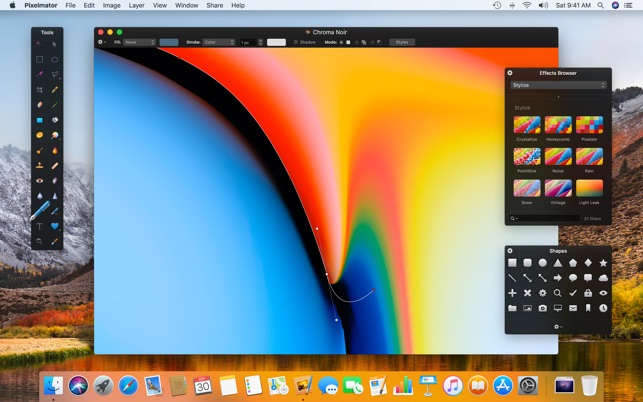 Pixelmator File Edit Image Layer View Window Share Help Sat 9:41 AM
Tools
Chroma Noir
Fill: None Stroke: Color 1 px Shadow Mode: Styles
Effects Browser
Stylize
Stylize
Crystallize Honeycomb Pixelate
Pointillize Noise Rain
Snow Vintage Light Leak
37 filters
Shapes
T
SEP
30